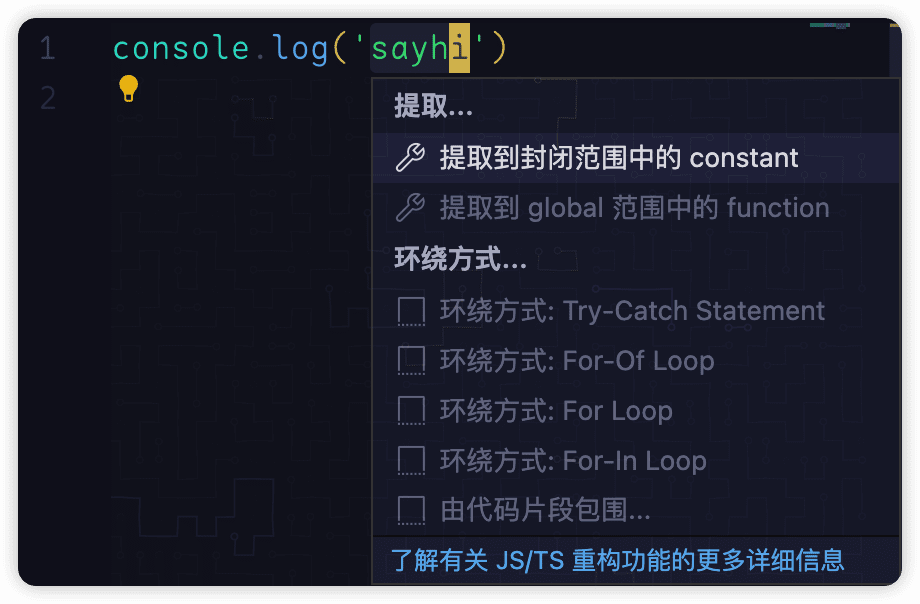 1 console.log('sayhi')
2
提取...
提取到封闭范围中的 constant
提取到 global 范围中的 function
环绕方式...
环绕方式: Try-Catch Statement
环绕方式: For-Of Loop
环绕方式: For Loop
环绕方式: For-In Loop
由代码片段包围...
了解有关 JS/TS 重构功能的更多详细信息